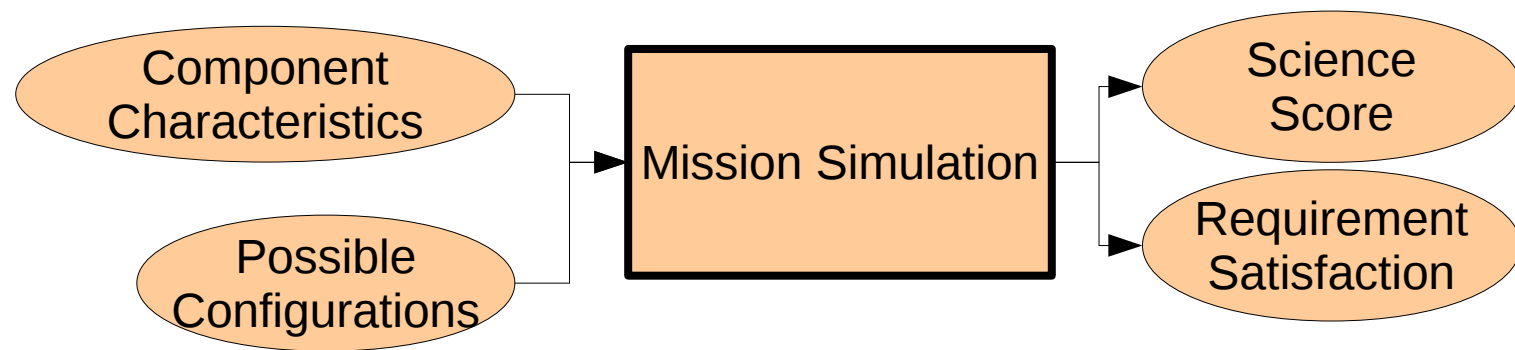 Component
Characteristics
Possible
Configurations
Mission Simulation
Science
Score
Requirement
Satisfaction